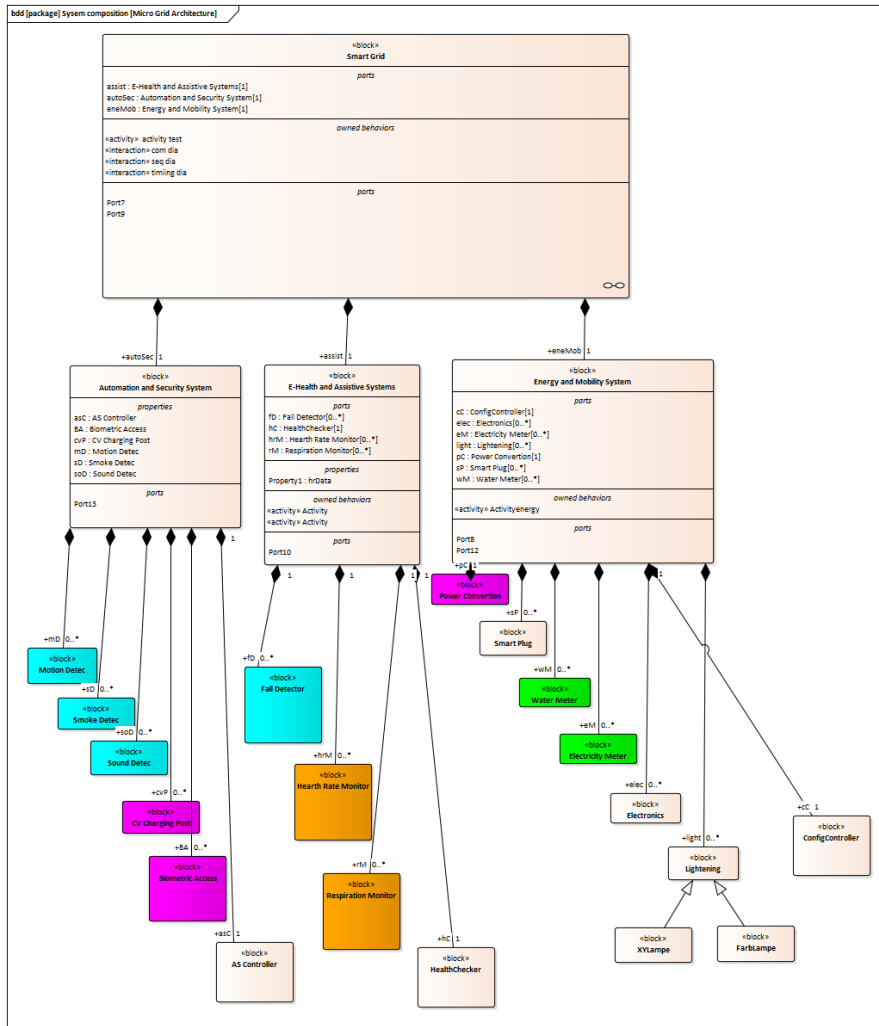 bdd [package] Sysem composition [Micro Grid Architecture]
«block»
Smart Grid
parts
assist : E-Health and Assistive Systems[1]
autoSec : Automation and Security System[1]
eneMob : Energy and Mobility System[1]
owned behaviors
«activity» activity test
«interaction» com dia
«interaction» seq dia
«interaction» timiing dia
parts
Port7
Port9
+autoSec 1
«block»
Automation and Security System
properties
asC : AS Controller
BA : Biometric Access
cvP : CV Charging Post
mD : Motion Detec
sD : Smoke Detec
soD : Sound Detec
ports
Port13
+assist 1
«block»
E-Health and Assistive Systems
parts
fD : Fall Detector[0..*]
hC : HealthChecker[1]
hrM : Hearth Rate Monitor[0..*]
rM : Respiration Monitor[0..*]
properties
Property1 : hrData
owned behaviors
«activity» Activity
«activity» Activity
ports
Port10
+eneMob 1
«block»
Energy and Mobility System
parts
cC : ConfigController[1]
elec : Electronics[0..*]
eM : Electricity Meter[0..*]
light : Lightening[0..*]
pC : Power Convertion[1]
sP : Smart Plug[0..*]
wM : Water Meter[0..*]
owned behaviors
«activity» Activityenergy
ports
Port8
Port12
1
1
1
1
1
1
+pC 1
«block»
Power Convertion
+sP 0..*
«block»
Smart Plug
+mD 0..*
«block»
Motion Detec
+fD 0..*
«block»
Fall Detector
+wM 0..*
«block»
Water Meter
+sD 0..*
«block»
Smoke Detec
+soD 0..*
«block»
Sound Detec
+eM 0..*
«block»
Electricity Meter
+hrM 0..*
«block»
Hearth Rate Monitor
+elec 0..*
«block»
Electronics
+cvP 0..*
«block»
CV Charging Post
+cC 1
«block»
ConfigController
+light 0..*
«block»
Lightening
+BA 0..*
«block»
Biometric Access
+rM 0..*
«block»
Respiration Monitor
+asC 1
«block»
AS Controller
+hC 1
«block»
HealthChecker
«block»
XYLampe
«block»
FarbLampe